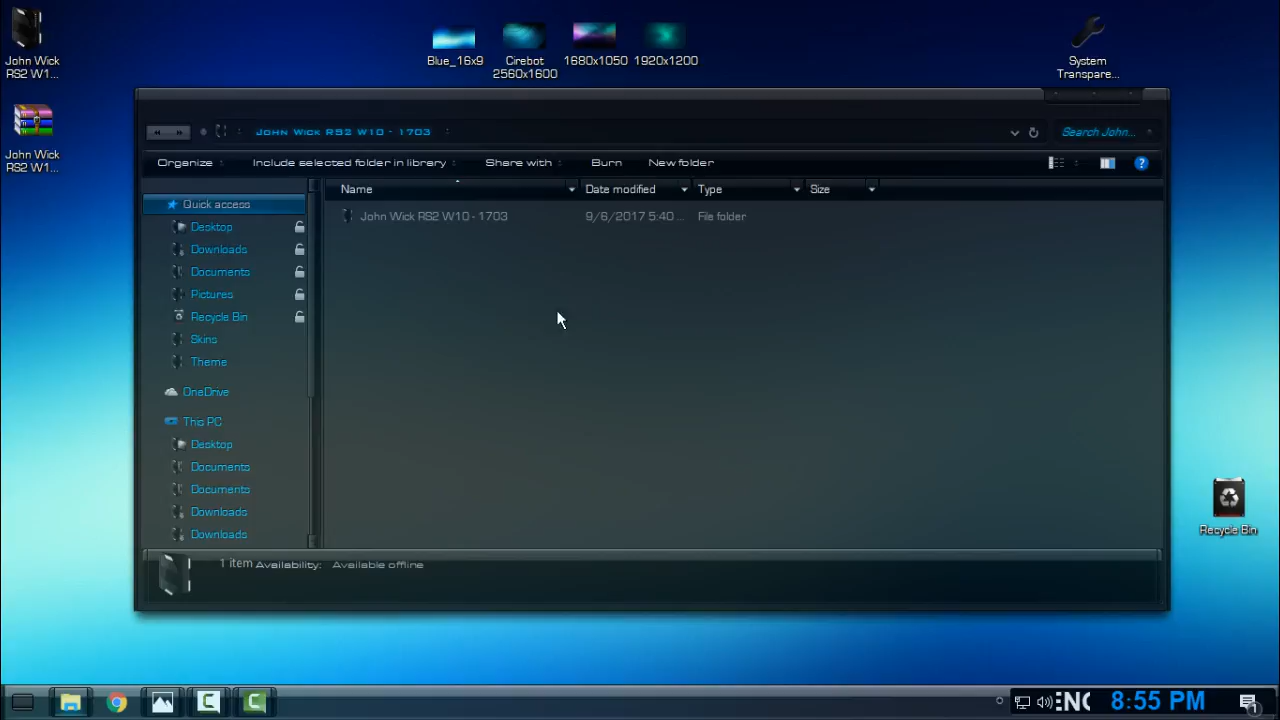 John Wick
RS2 W1...
John Wick
RS2 W1...
Blue_16x9
Cirebot
2560x1600
1680x1050
1920x1200
System
Transpare...
John Wick RS2 W10 - 1703
Search John...
Organize
Include selected folder in library
Share with
Burn
New folder
Name
Date modified
Type
Size
Quick access
John Wick RS2 W10 - 1703
9/6/2017 5:40 ...
File folder
Desktop
Downloads
Documents
Pictures
Recycle Bin
Skins
Theme
OneDrive
This PC
Desktop
Documents
Documents
Downloads
Downloads
1 item Availability: Available offline
Recycle Bin
8:55 PM
1